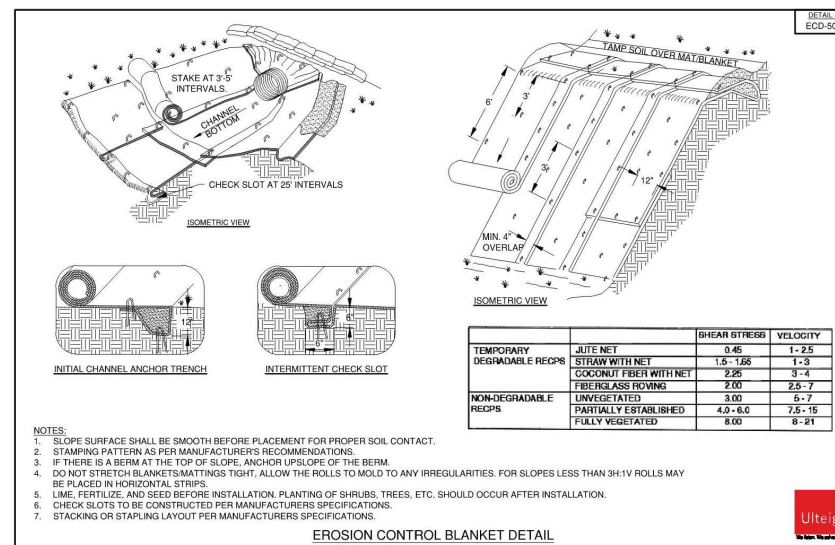 DETAIL
ECD-50
STAKE AT 3'-5'
INTERVALS.
CHANNEL
BOTTOM
CHECK SLOT AT 25' INTERVALS
ISOMETRIC VIEW
TAMP SOIL OVER MAT/BLANKET
6'
3'
3'
12"
MIN. 4"
OVERLAP
ISOMETRIC VIEW
12"
INITIAL CHANNEL ANCHOR TRENCH
6"
6"
INTERMITTENT CHECK SLOT
SHEAR STRESS VELOCITY
TEMPORARY JUTE NET 0.45 1 - 2.5
DEGRADABLE RECPS STRAW WITH NET 1.5 - 1.65 1 - 3
COCONUT FIBER WITH NET 2.25 3 - 4
FIBERGLASS ROVING 2.00 2.5 - 7
NON-DEGRADABLE UNVEGETATED 3.00 5 - 7
RECPS PARTIALLY ESTABLISHED 4.0 - 6.0 7.5 - 15
FULLY VEGETATED 8.00 8 - 21
NOTES:
1. SLOPE SURFACE SHALL BE SMOOTH BEFORE PLACEMENT FOR PROPER SOIL CONTACT.
2. STAMPING PATTERN AS PER MANUFACTURER'S RECOMMENDATIONS.
3. IF THERE IS A BERM AT THE TOP OF SLOPE, ANCHOR UPSLOPE OF THE BERM.
4. DO NOT STRETCH BLANKETS/MATTINGS TIGHT, ALLOW THE ROLLS TO MOLD TO ANY IRREGULARITIES. FOR SLOPES LESS THAN 3H:1V ROLLS MAY
BE PLACED IN HORIZONTAL STRIPS.
5. LIME, FERTILIZE, AND SEED BEFORE INSTALLATION. PLANTING OF SHRUBS, TREES, ETC. SHOULD OCCUR AFTER INSTALLATION.
6. CHECK SLOTS TO BE CONSTRUCTED PER MANUFACTURERS SPECIFICATIONS.
7. STACKING OR STAPLING LAYOUT PER MANUFACTURERS SPECIFICATIONS.
EROSION CONTROL BLANKET DETAIL
Ulteig
We listen. We solve